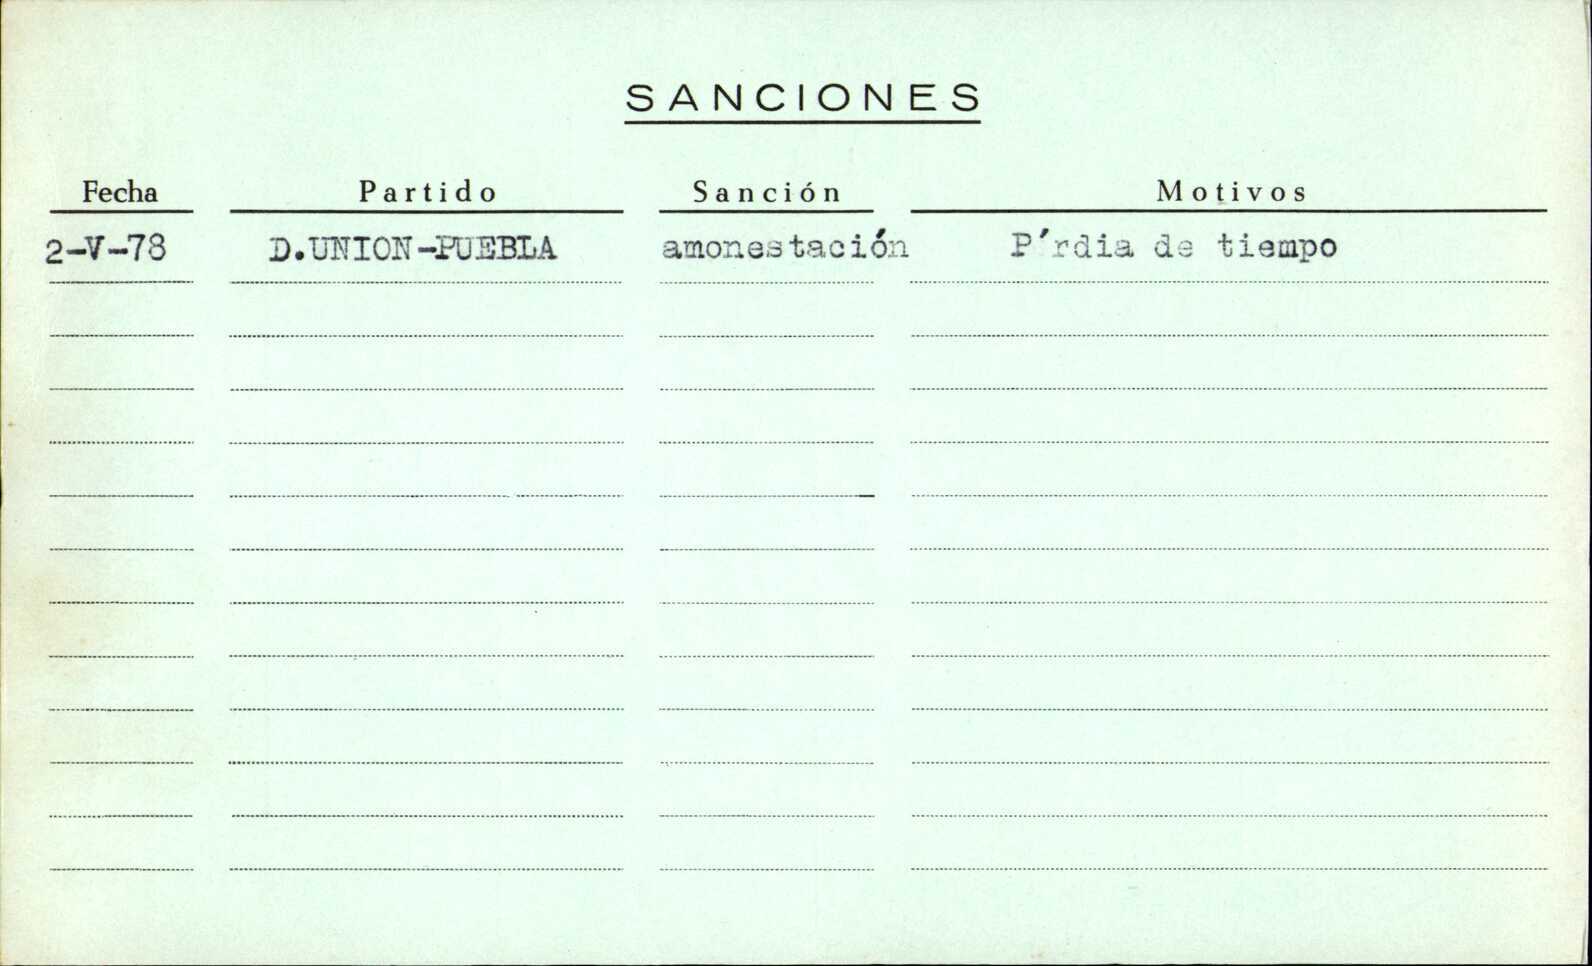 SANCIONES
Fecha Partido Sanción Motivos
2-V-78 D.UNION-PUEBLA amonestación P´rdia de tiempo